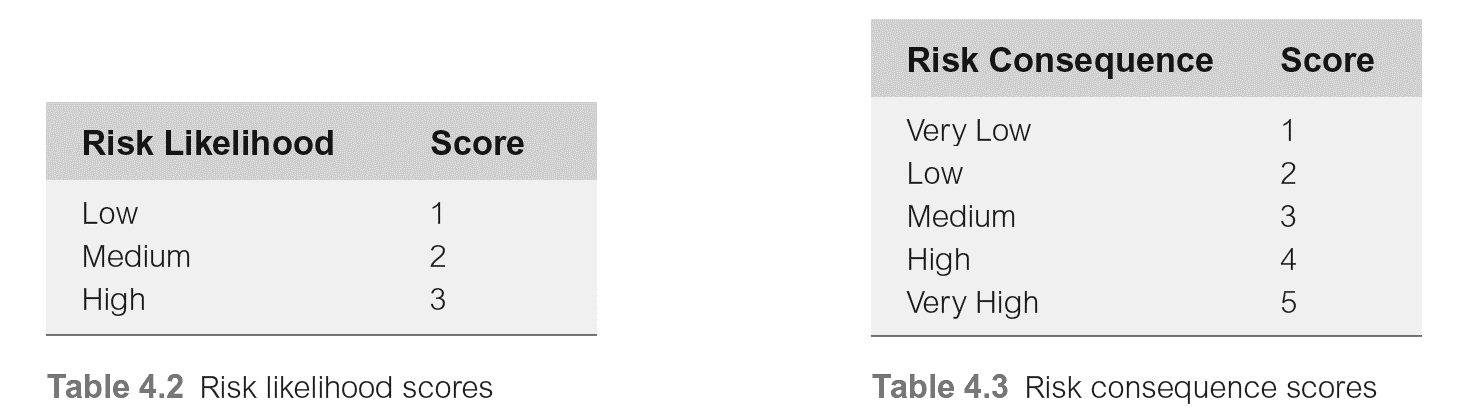 Risk Likelihood Score
Low 1
Medium 2
High 3
Table 4.2 Risk likelihood scores
Risk Consequence Score
Very Low 1
Low 2
Medium 3
High 4
Very High 5
Table 4.3 Risk consequence scores